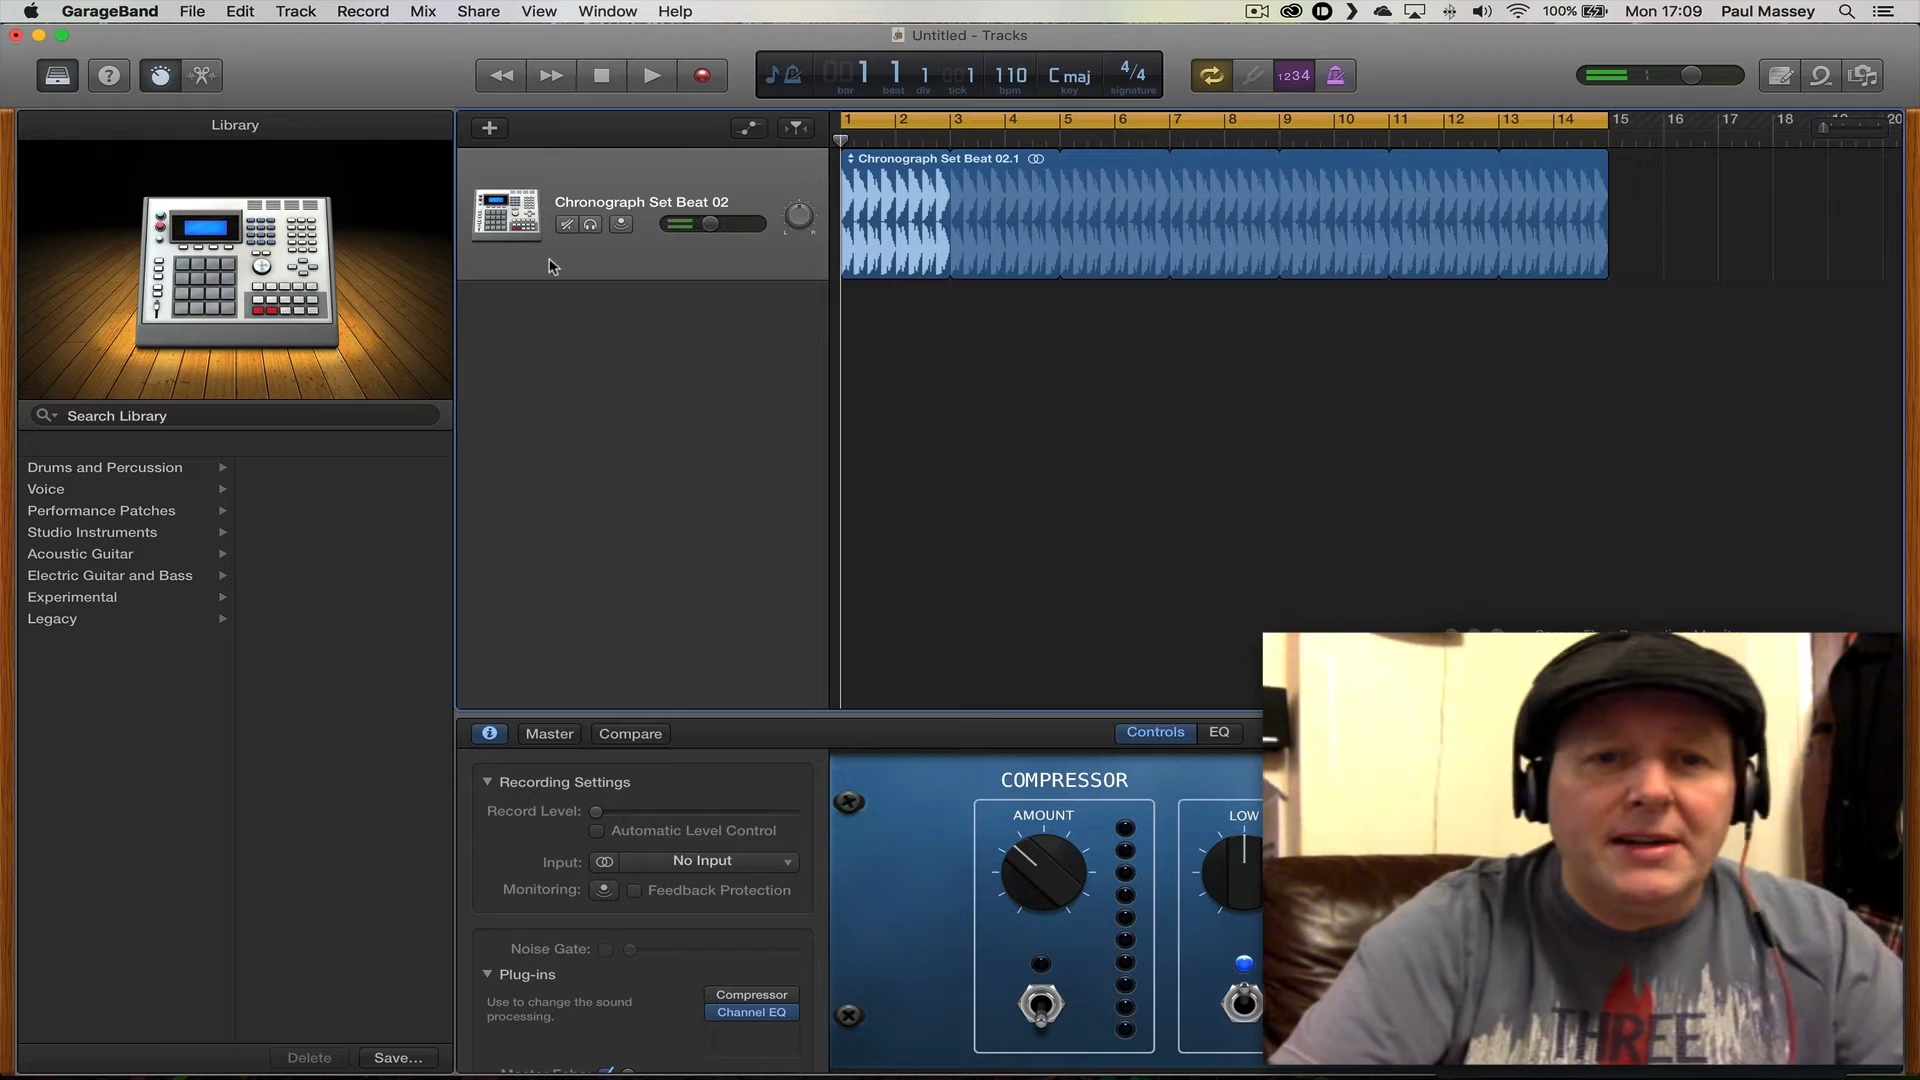 GarageBand File Edit Track Record Mix Share View Window Help 100% Mon 17:09 Paul Massey
Untitled - Tracks
1 1 1 1 110 C maj 4/4
bar beat div tick bpm key signature
1234
Library
1 2 3 4 5 6 7 8 9 10 11 12 13 14 15 16 17 18 19 20
Chronograph Set Beat 02.1
Chronograph Set Beat 02
L R
Search Library
Drums and Percussion
Voice
Performance Patches
Studio Instruments
Acoustic Guitar
Electric Guitar and Bass
Experimental
Legacy
Master Compare Controls EQ
Recording Settings
Record Level:
Automatic Level Control
Input: No Input
Monitoring: Feedback Protection
Noise Gate:
Plug-ins
Use to change the sound
processing.
Compressor
Channel EQ
COMPRESSOR
AMOUNT
LOW
THREE
Delete Save...